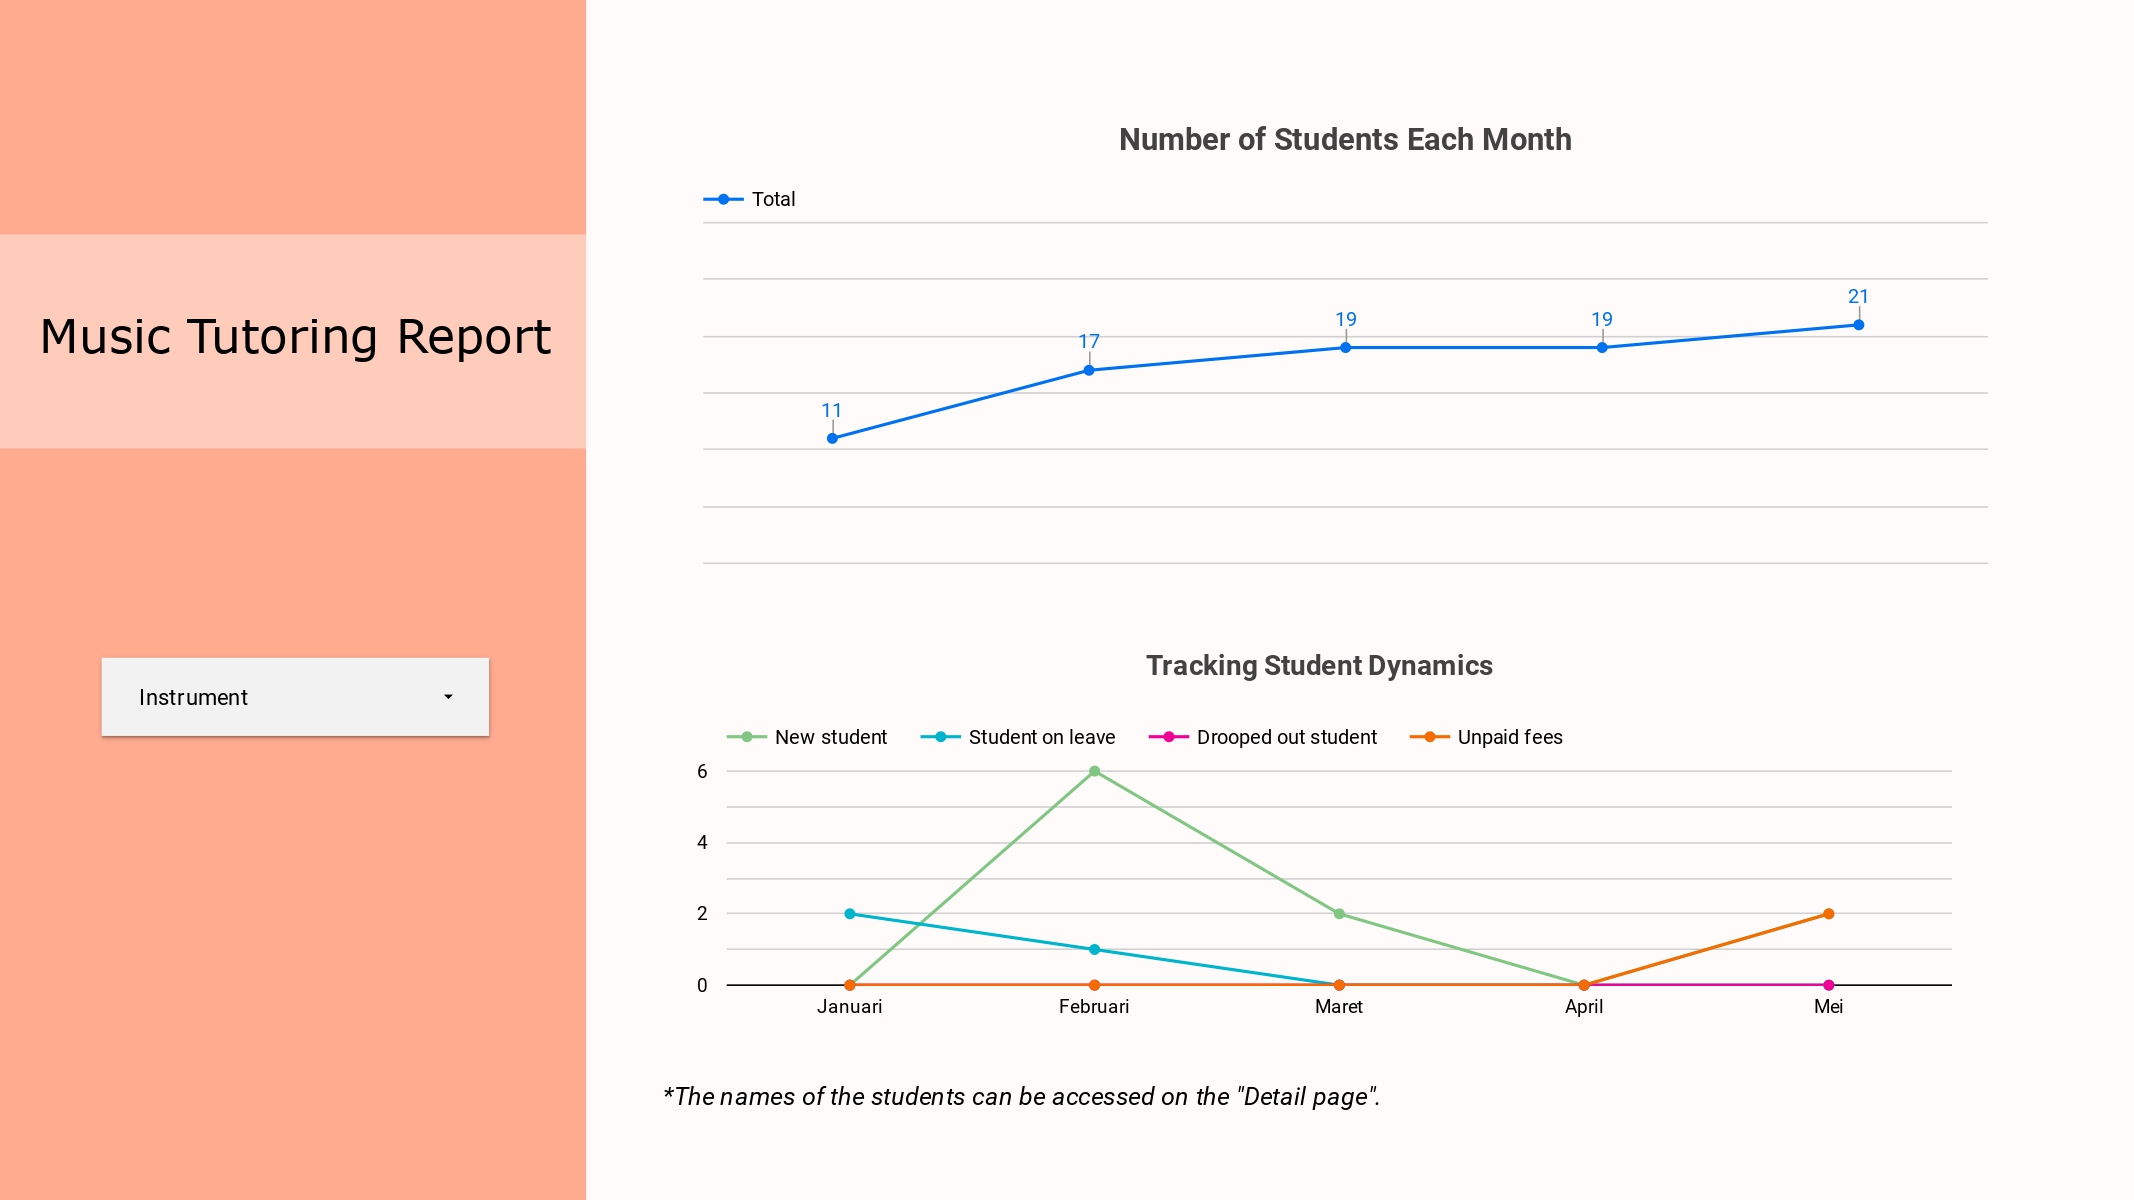 Music Tutoring Report
Instrument
Number of Students Each Month
Total
11
17
19
19
21
Tracking Student Dynamics
New student
Student on leave
Drooped out student
Unpaid fees
6
4
2
0
Januari
Februari
Maret
April
Mei
*The names of the students can be accessed on the "Detail page".